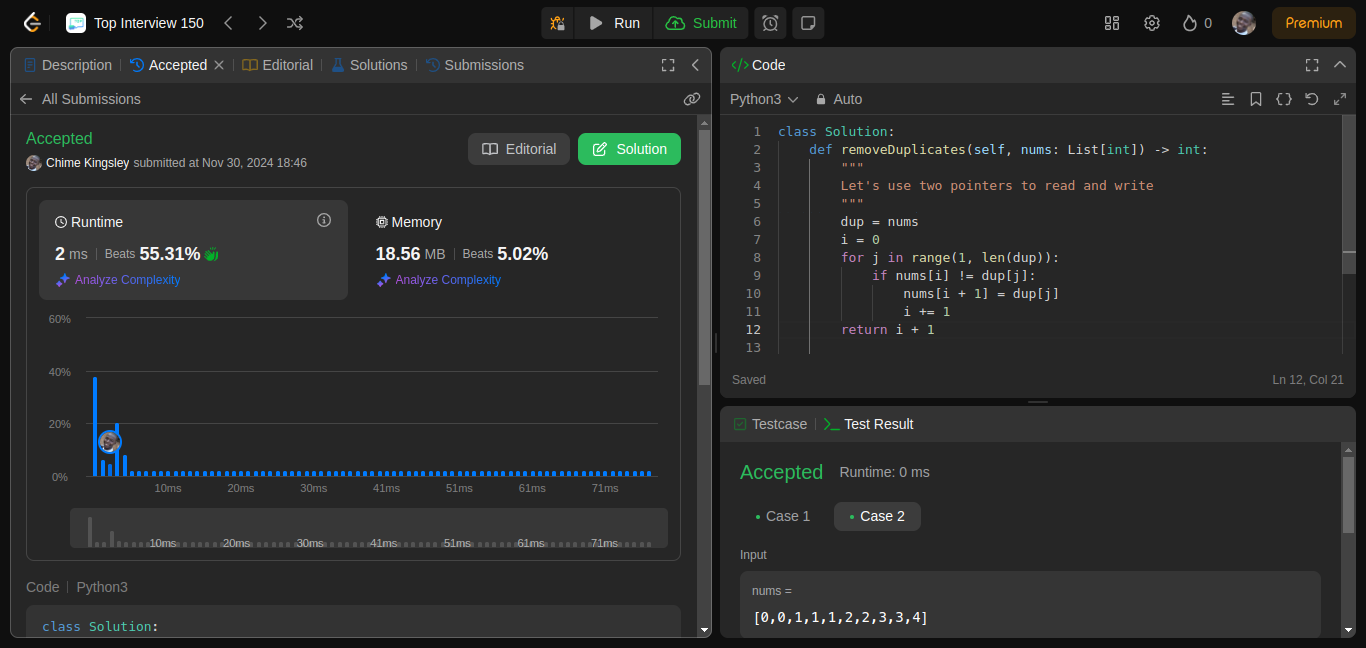 Top Interview 150
Run
Submit
0
Premium
Description
Accepted
Editorial
Solutions
Submissions
All Submissions
Accepted
Chime Kingsley submitted at Nov 30, 2024 18:46
Editorial
Solution
Runtime
2 ms | Beats 55.31%
Analyze Complexity
Memory
18.56 MB | Beats 5.02%
Analyze Complexity
60%
40%
20%
0%
10ms 20ms 30ms 41ms 51ms 61ms 71ms
10ms 20ms 30ms 41ms 51ms 61ms 71ms
Code | Python3
class Solution:
</> Code
Python3
Auto
1 class Solution:
2     def removeDuplicates(self, nums: List[int]) -> int:
3         """
4         Let's use two pointers to read and write
5         """
6         dup = nums
7         i = 0
8         for j in range(1, len(dup)):
9             if nums[i] != dup[j]:
10                 nums[i + 1] = dup[j]
11                 i += 1
12         return i + 1
13
Saved
Ln 12, Col 21
Testcase
>_ Test Result
Accepted Runtime: 0 ms
• Case 1
• Case 2
Input
nums =
[0,0,1,1,1,2,2,3,3,4]